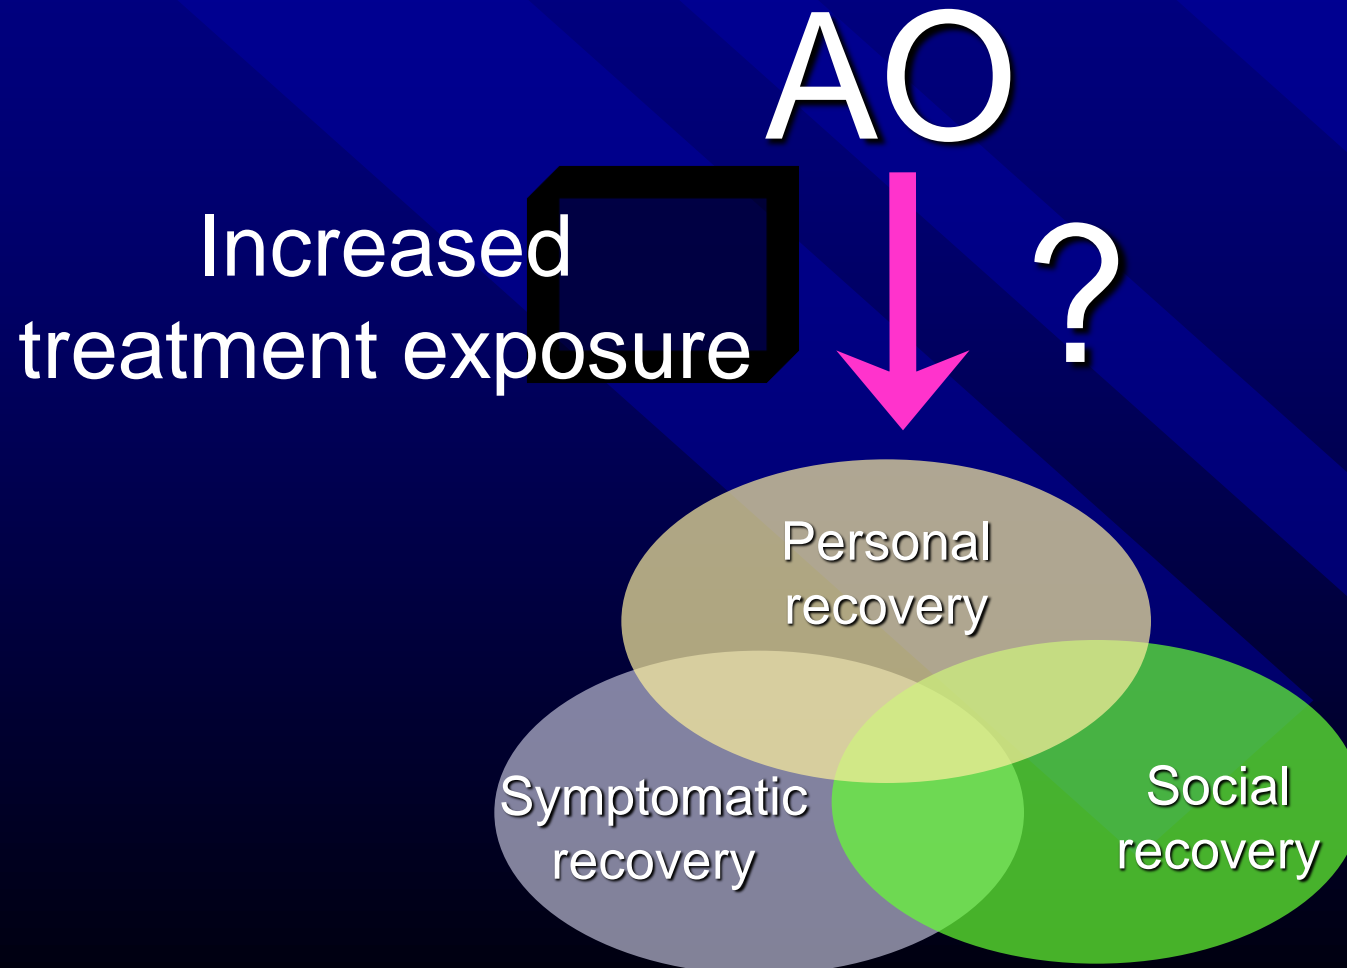 AO
Increased
treatment exposure
?
Personal
recovery
Symptomatic
recovery
Social
recovery